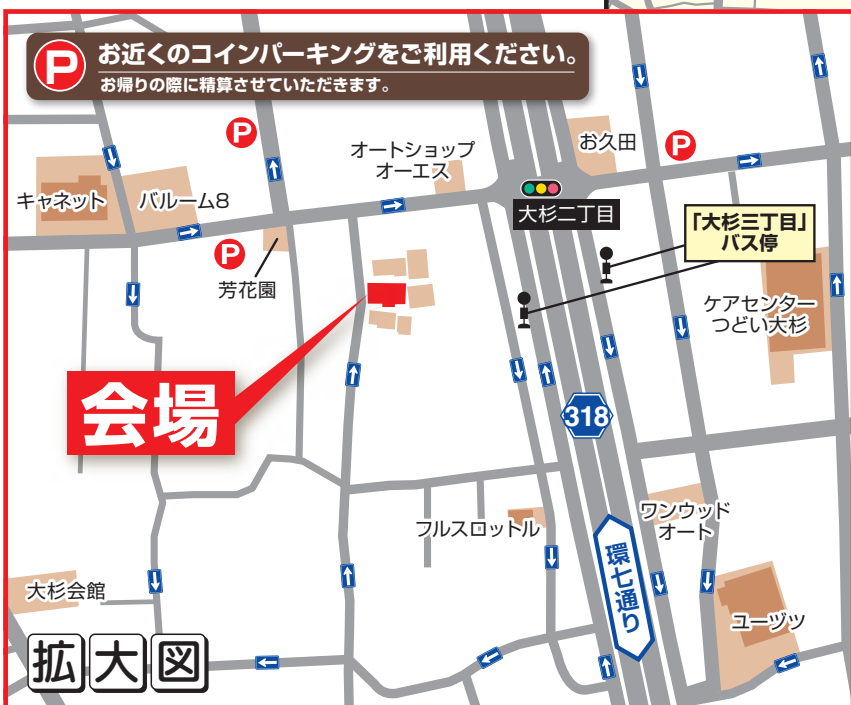 P
お近くのコインパーキングをご利用ください。
お帰りの際に精算させていただきます。
P
オートショップ
オーエス
お久田
P
キャネット
バルーム8
大杉二丁目
「大杉三丁目」
バス停
P
芳花園
ケアセンター
つどい大杉
会場
318
フルスロットル
ワンウッド
オート
環七通り
大杉会館
ユーヅツ
拡大図